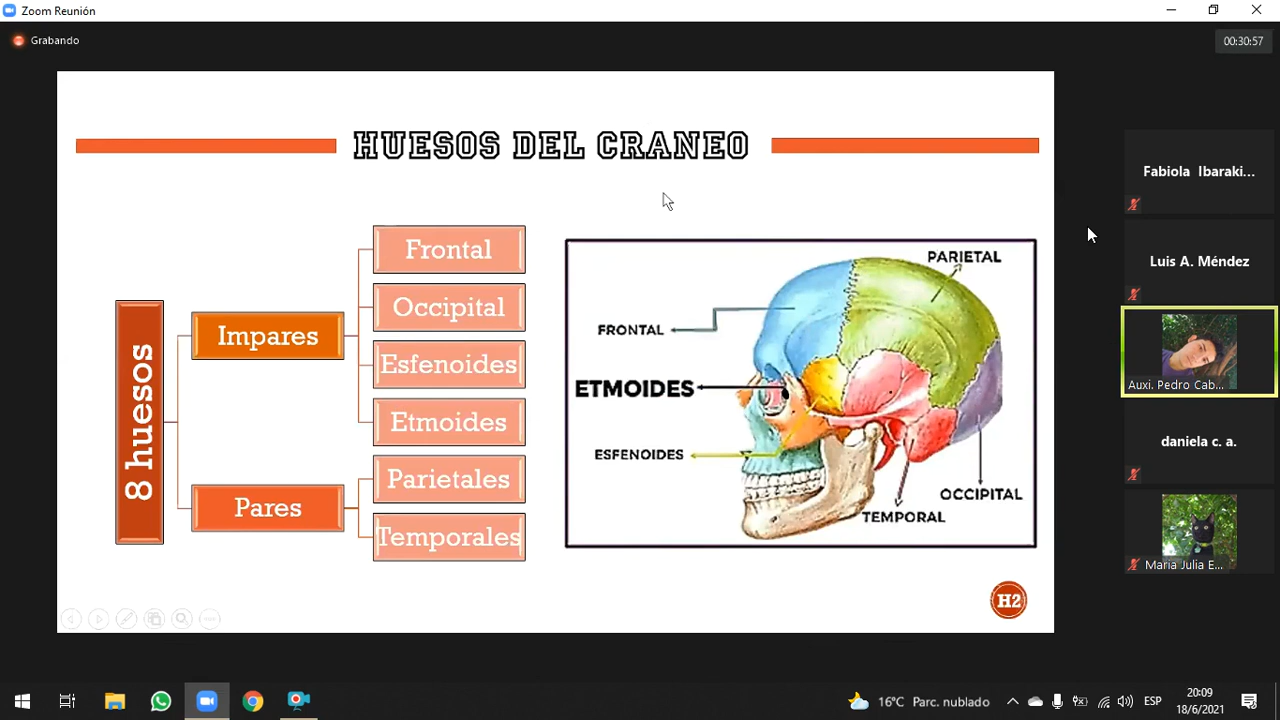 Zoom Reunión
Grabando
00:30:57
HUESOS DEL CRANEO
8 huesos
Impares
Pares
Frontal
Occipital
Esfenoides
Etmoides
Parietales
Temporales
PARIETAL
FRONTAL
ETMOIDES
ESFENOIDES
OCCIPITAL
TEMPORAL
H2
Fabiola Ibaraki...
Luis A. Méndez
Auxi. Pedro Cab...
daniela c. a.
Maria Julia E...
16°C Parc. nublado
ESP
20:09
18/6/2021